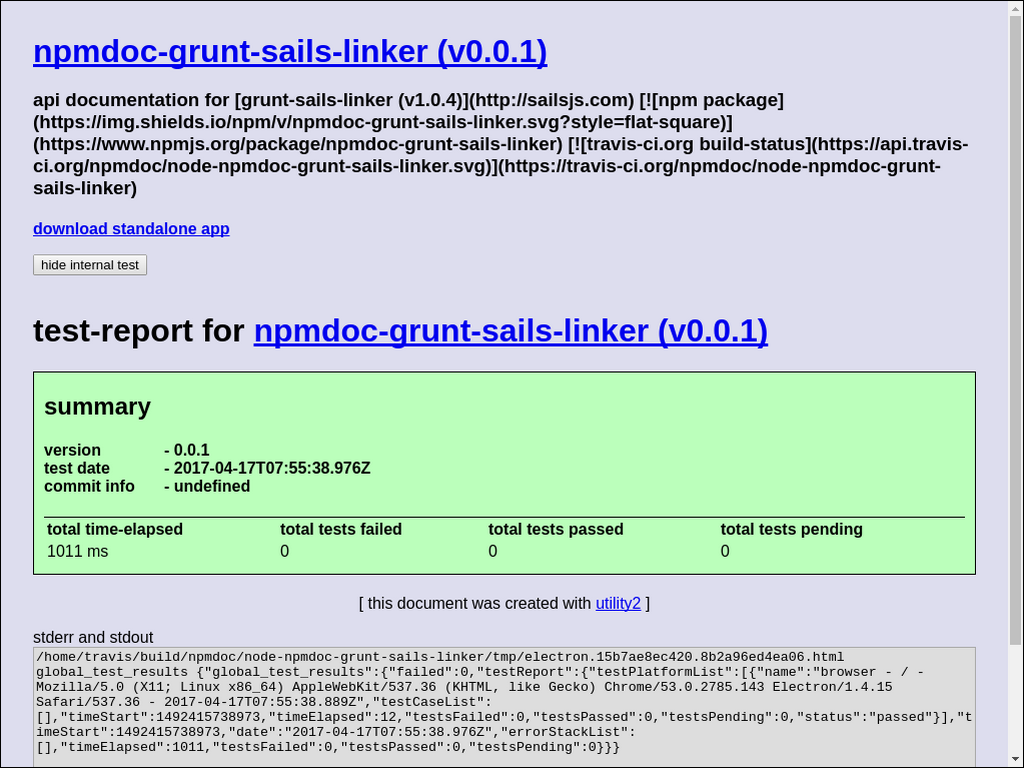 npmdoc-grunt-sails-linker (v0.0.1)
api documentation for [grunt-sails-linker (v1.0.4)](http://sailsjs.com) [![npm package]
(https://img.shields.io/npm/v/npmdoc-grunt-sails-linker.svg?style=flat-square)]
(https://www.npmjs.org/package/npmdoc-grunt-sails-linker) [![travis-ci.org build-status](https://api.travis-
ci.org/npmdoc/node-npmdoc-grunt-sails-linker.svg)](https://travis-ci.org/npmdoc/node-npmdoc-grunt-
sails-linker)
download standalone app
hide internal test
test-report for npmdoc-grunt-sails-linker (v0.0.1)
summary
version - 0.0.1
test date - 2017-04-17T07:55:38.976Z
commit info - undefined
total time-elapsed total tests failed total tests passed total tests pending
1011 ms 0 0 0
[ this document was created with utility2 ]
stderr and stdout
/home/travis/build/npmdoc/node-npmdoc-grunt-sails-linker/tmp/electron.15b7ae8ec420.8b2a96ed4ea06.html
global_test_results {"global_test_results":{"failed":0,"testReport":{"testPlatformList":[{"name":"browser - / -
Mozilla/5.0 (X11; Linux x86_64) AppleWebKit/537.36 (KHTML, like Gecko) Chrome/53.0.2785.143 Electron/1.4.15
Safari/537.36 - 2017-04-17T07:55:38.889Z","testCaseList":
[],"timeStart":1492415738973,"timeElapsed":12,"testsFailed":0,"testsPassed":0,"testsPending":0,"status":"passed"}],"t
imeStart":1492415738973,"date":"2017-04-17T07:55:38.976Z","errorStackList":
[],"timeElapsed":1011,"testsFailed":0,"testsPassed":0,"testsPending":0}}}